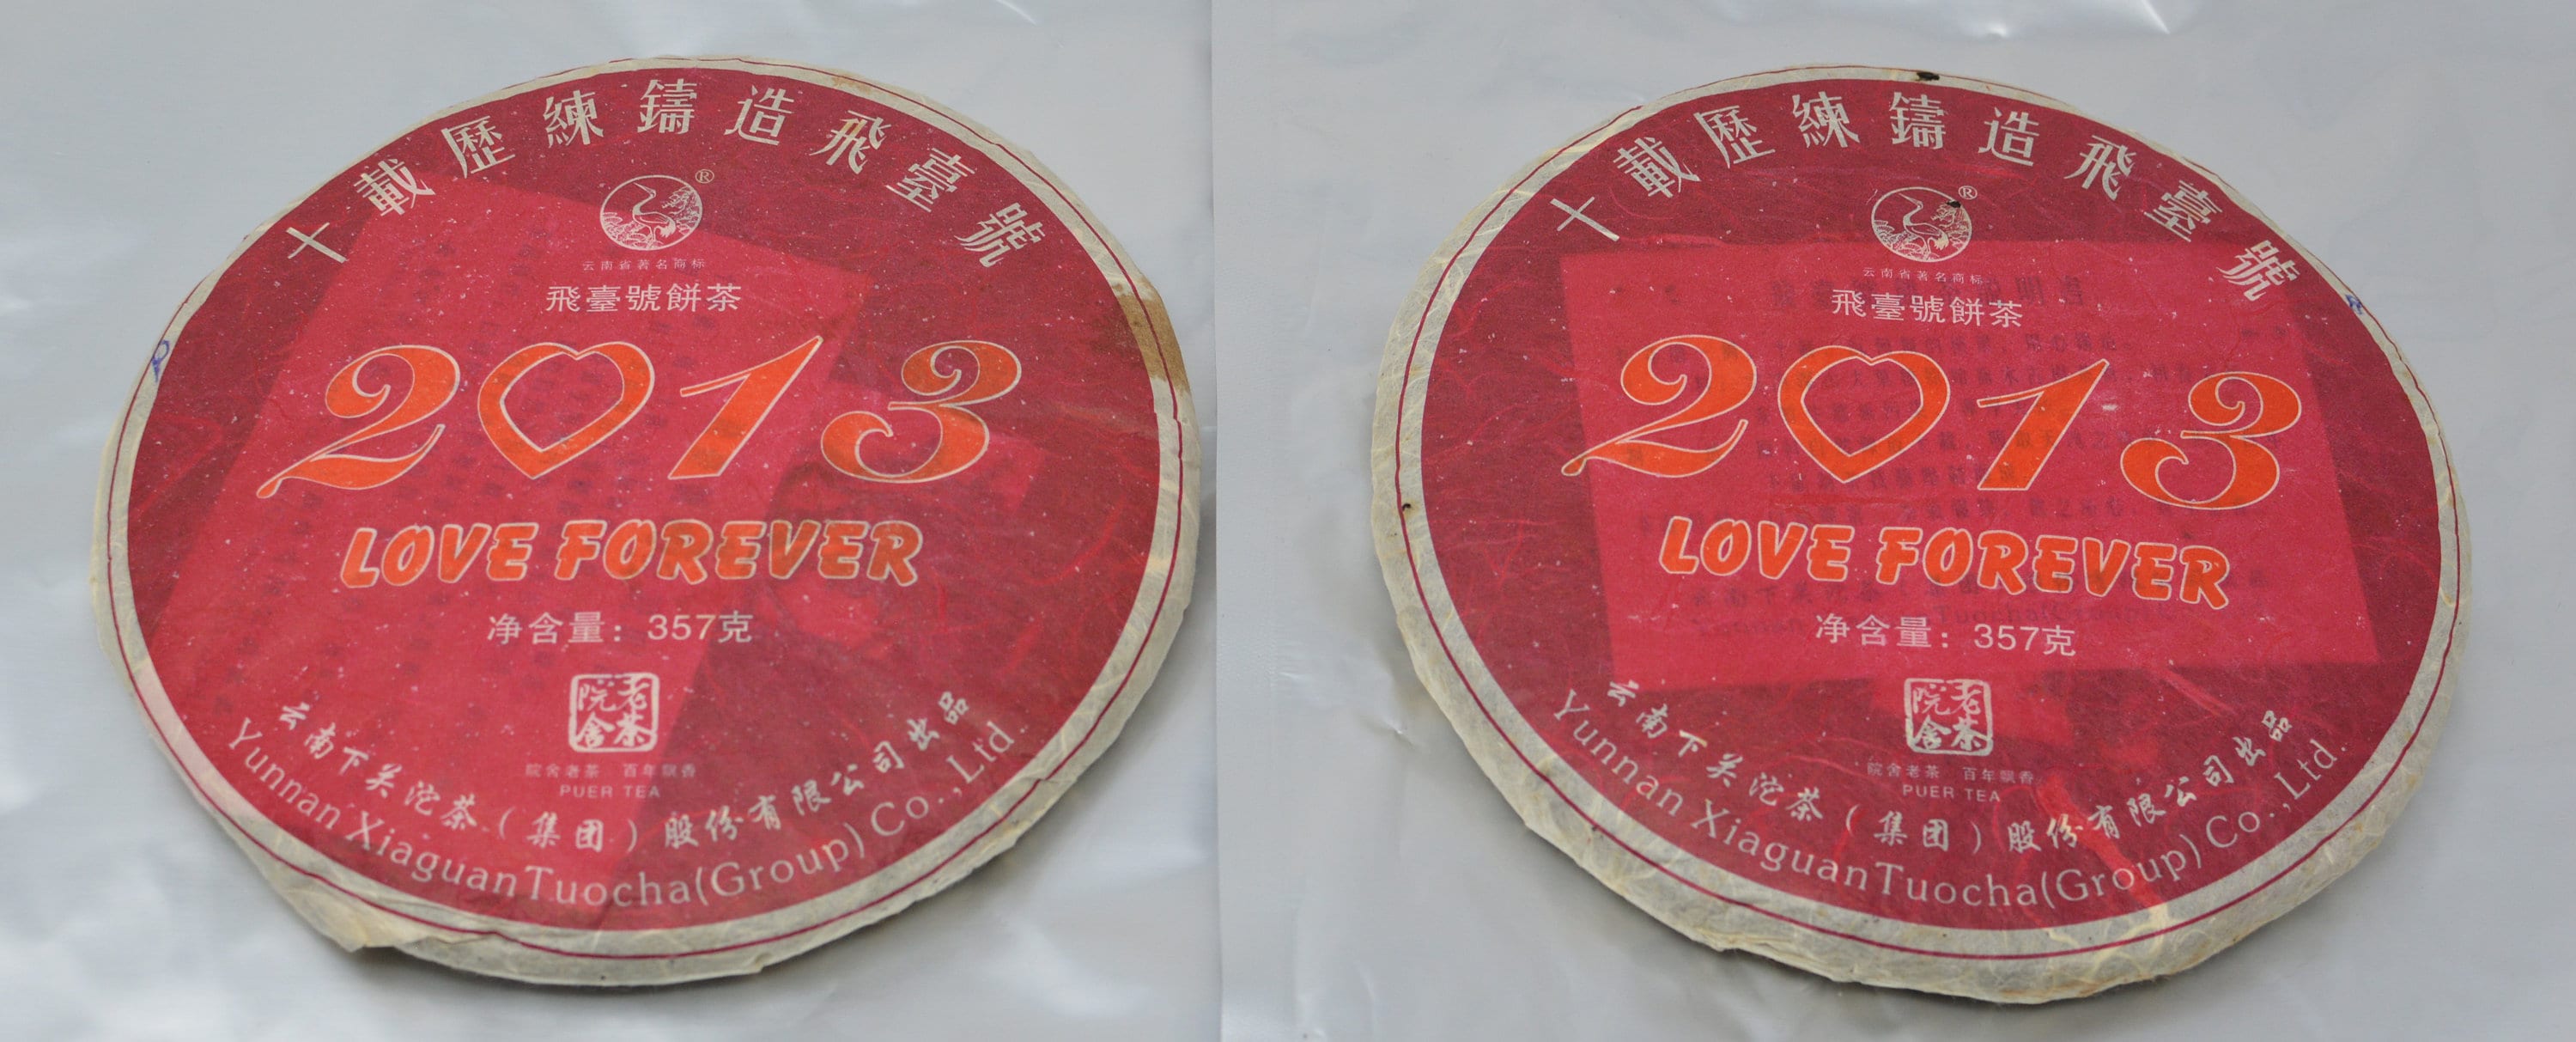 十載歷練鑄造飛臺號
®
云南省著名商标
飛臺號餅茶
2013
LOVE FOREVER
净含量：357克
院老
舍茶
院舍老茶 百年飘香
PUER TEA
云南下关沱茶（集团）股份有限公司出品
Yunnan XiaguanTuocha(Group) Co.,Ltd.
十載歷練鑄造飛臺號
®
云南省著名商标
飛臺號餅茶
2013
LOVE FOREVER
净含量：357克
院老
舍茶
院舍老茶 百年飘香
PUER TEA
云南下关沱茶（集团）股份有限公司出品
Yunnan XiaguanTuocha(Group) Co.,Ltd.